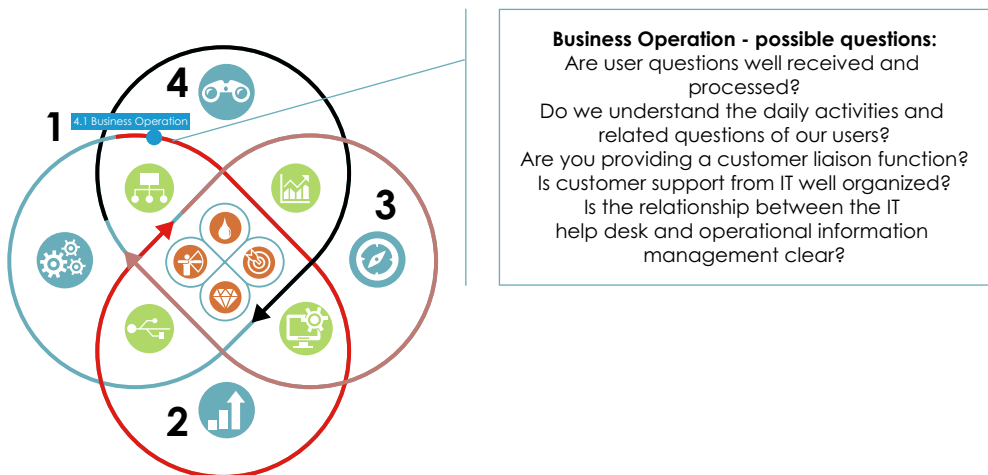 4
1
4.1 Business Operation
3
2
Business Operation - possible questions:
Are user questions well received and
processed?
Do we understand the daily activities and
related questions of our users?
Are you providing a customer liaison function?
Is customer support from IT well organized?
Is the relationship between the IT
help desk and operational information
management clear?